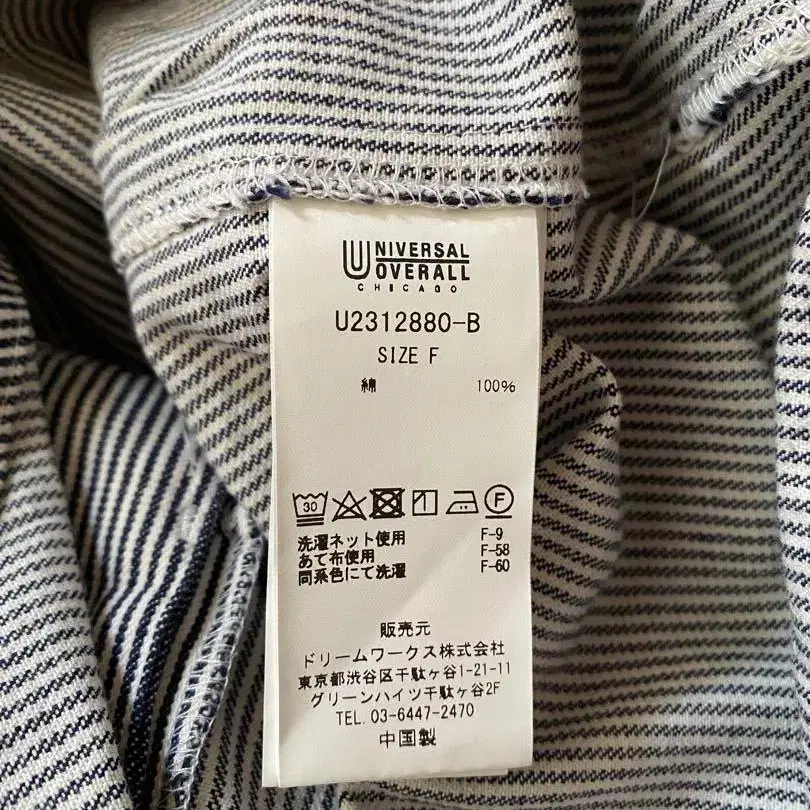 UNIVERSAL
OVERALL
CHICAGO
U2312880-B
SIZE F
綿 100%
30 F
洗濯ネット使用 F-9
あて布使用 F-58
同系色にて洗濯 F-60
販売元
ドリームワークス株式会社
東京都渋谷区千駄ヶ谷1-21-11
グリーンハイツ千駄ヶ谷2F
TEL. 03-6447-2470
中国製